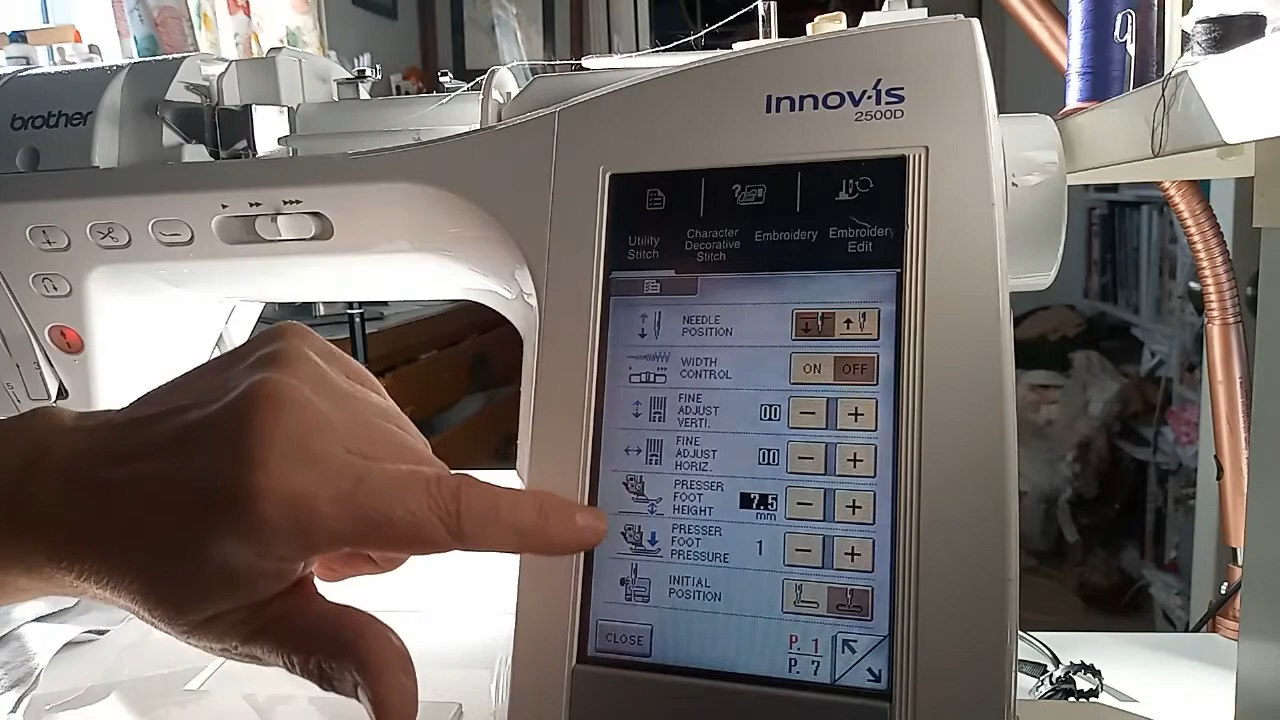 brother
Innov-ís
2500D
Utility
Stitch
Character
Decorative
Stitch
Embroidery
Embroidery
Edit
NEEDLE
POSITION
WIDTH
CONTROL
ON
OFF
FINE
ADJUST
VERTI.
00
−
+
FINE
ADJUST
HORIZ.
00
−
+
PRESSER
FOOT
HEIGHT
7.5
mm
−
+
PRESSER
FOOT
PRESSURE
1
−
+
INITIAL
POSITION
CLOSE
P. 1
P. 7